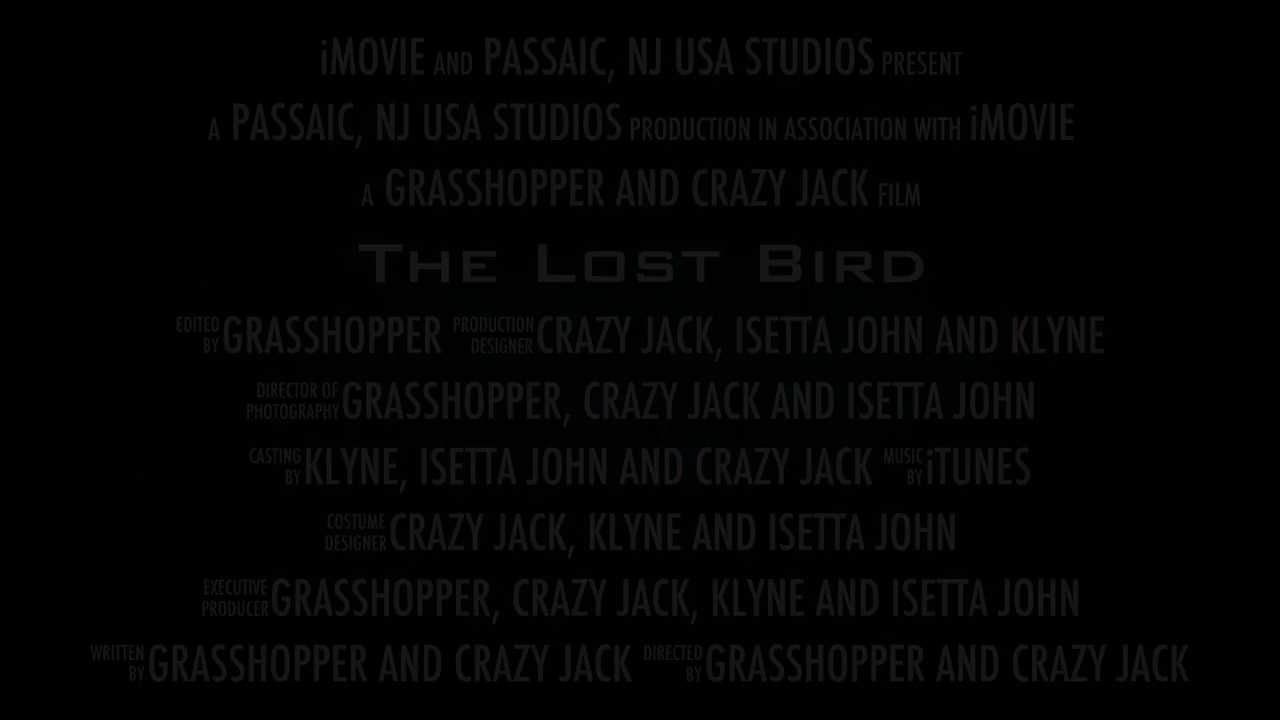 iMOVIE AND PASSAIC, NJ USA STUDIOS PRESENT
A PASSAIC, NJ USA STUDIOS PRODUCTION IN ASSOCIATION WITH iMOVIE
A GRASSHOPPER AND CRAZY JACK FILM
THE LOST BIRD
EDITED BY GRASSHOPPER PRODUCTION DESIGNER CRAZY JACK, ISETTA JOHN AND KLYNE
DIRECTOR OF PHOTOGRAPHY GRASSHOPPER, CRAZY JACK AND ISETTA JOHN
CASTING BY KLYNE, ISETTA JOHN AND CRAZY JACK MUSIC BY iTUNES
COSTUME DESIGNER CRAZY JACK, KLYNE AND ISETTA JOHN
EXECUTIVE PRODUCER GRASSHOPPER, CRAZY JACK, KLYNE AND ISETTA JOHN
WRITTEN BY GRASSHOPPER AND CRAZY JACK DIRECTED BY GRASSHOPPER AND CRAZY JACK